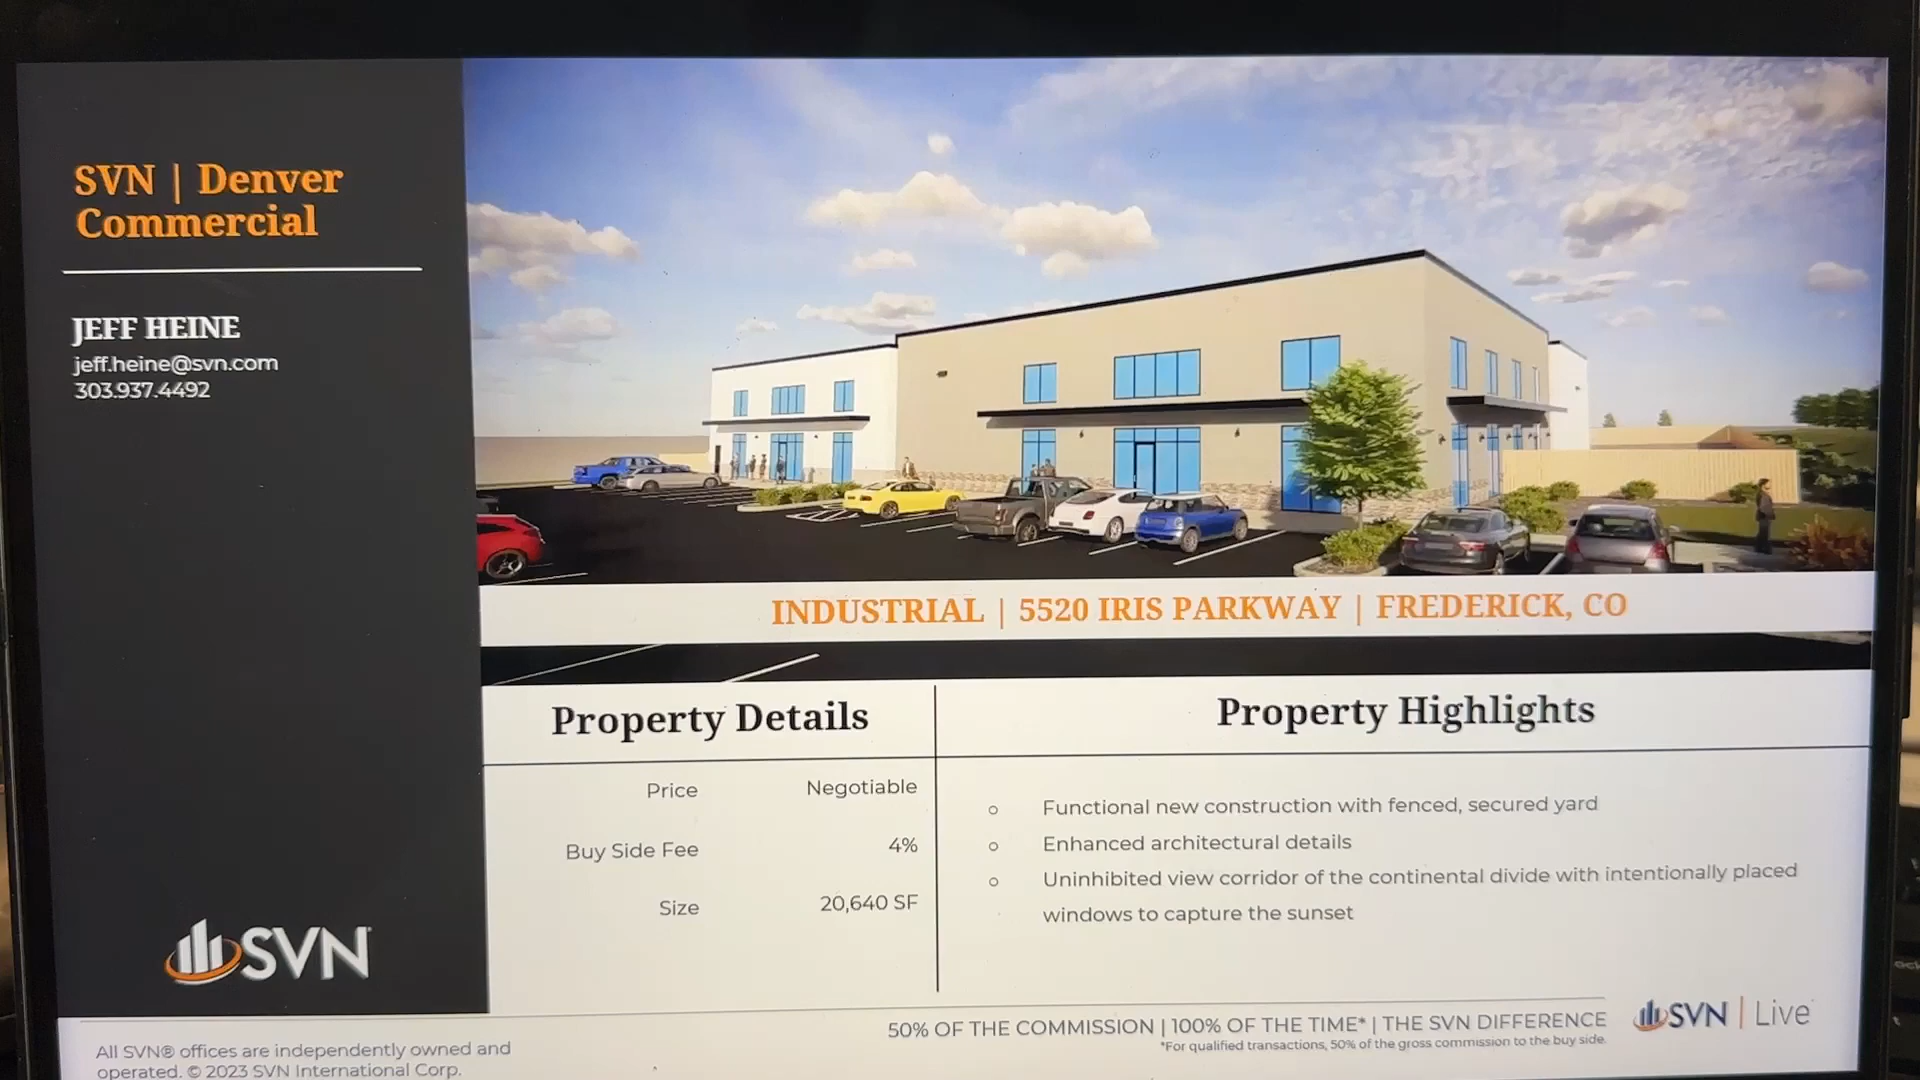 SVN | Denver
Commercial
JEFF HEINE
jeff.heine@svn.com
303.937.4492
SVN
INDUSTRIAL | 5520 IRIS PARKWAY | FREDERICK, CO
Property Details
Price Negotiable
Buy Side Fee 4%
Size 20,640 SF
Property Highlights
Functional new construction with fenced, secured yard
Enhanced architectural details
Uninhibited view corridor of the continental divide with intentionally placed
windows to capture the sunset
50% OF THE COMMISSION | 100% OF THE TIME* | THE SVN DIFFERENCE
*For qualified transactions, 50% of the gross commission to the buy side.
SVN | Live
All SVN® offices are independently owned and
operated. © 2023 SVN International Corp.